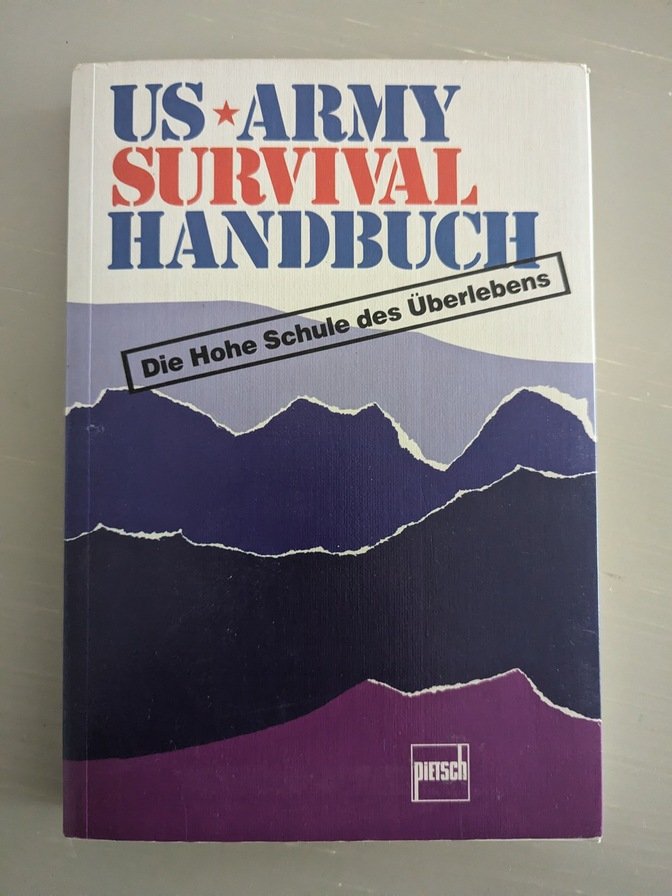 US ★ ARMY
SURVIVAL
HANDBUCH
Die Hohe Schule des Überlebens
PIETSCH